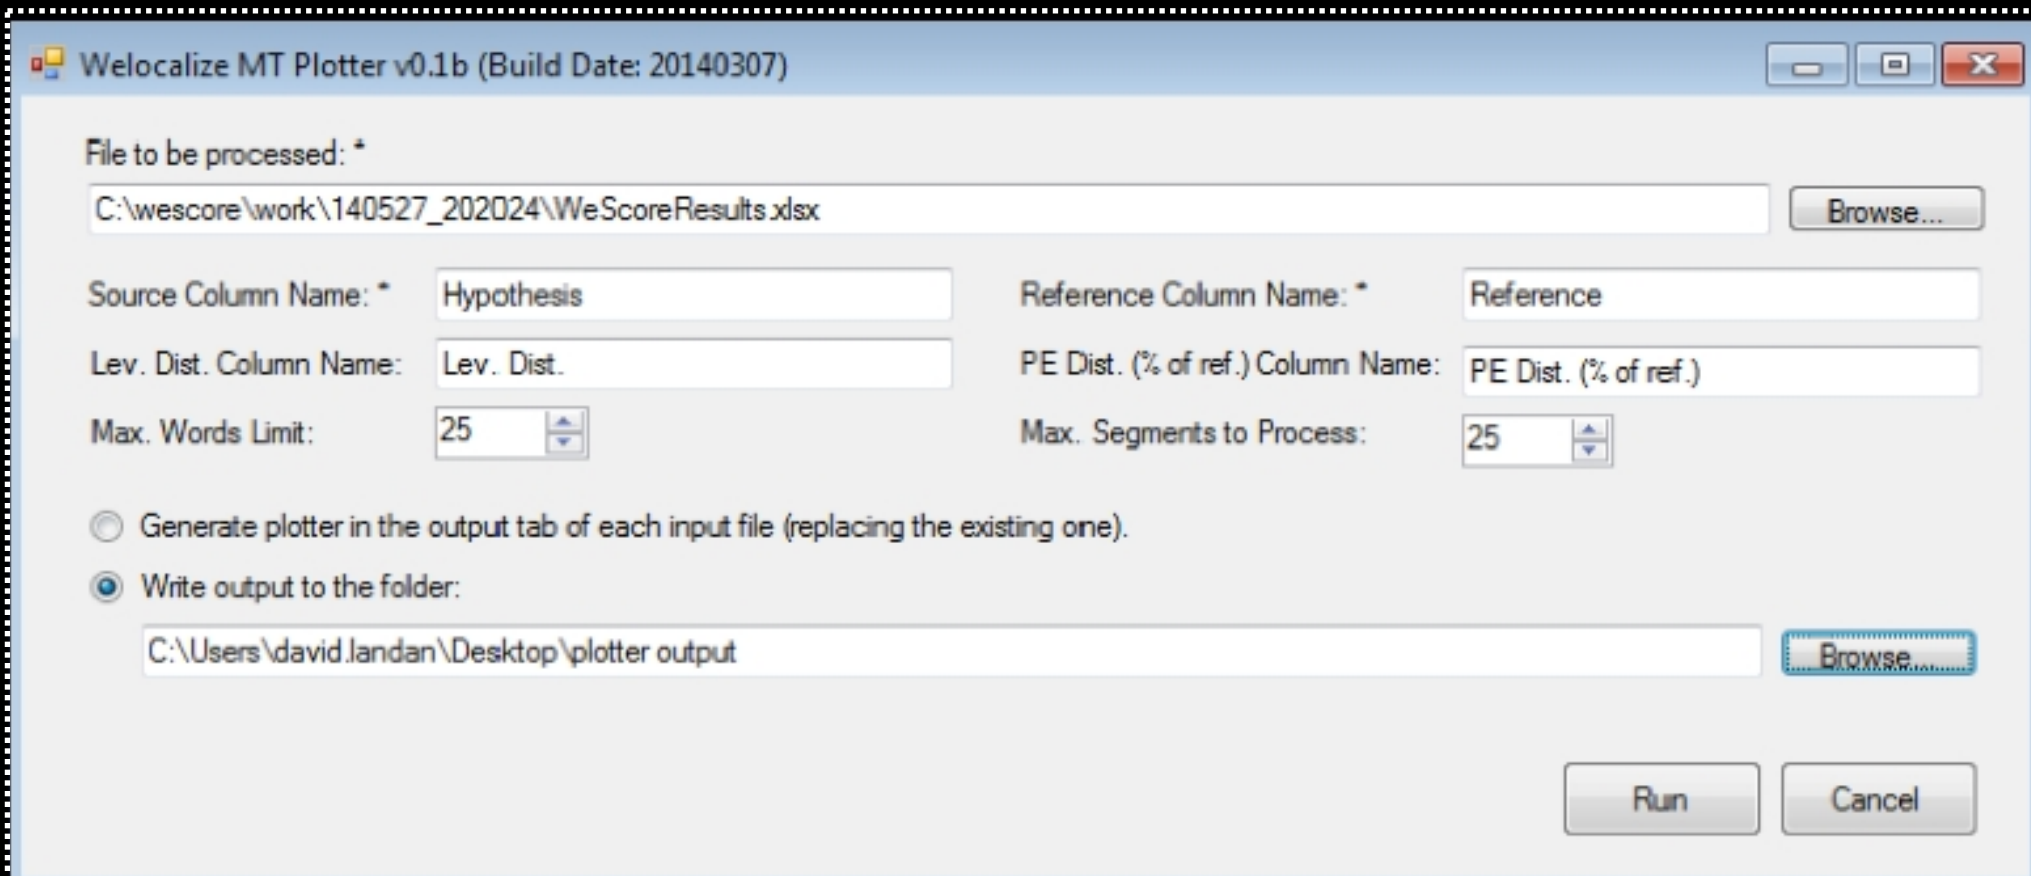 Welocalize MT Plotter v0.1b (Build Date: 20140307)
File to be processed: *
C:\wescore\work\140527_202024\WeScoreResults.xlsx Browse...
Source Column Name: * Hypothesis Reference Column Name: * Reference
Lev. Dist. Column Name: Lev. Dist. PE Dist. (% of ref.) Column Name: PE Dist. (% of ref.)
Max. Words Limit: 25 Max. Segments to Process: 25
Generate plotter in the output tab of each input file (replacing the existing one).
Write output to the folder:
C:\Users\david.landan\Desktop\plotter output Browse...
Run Cancel